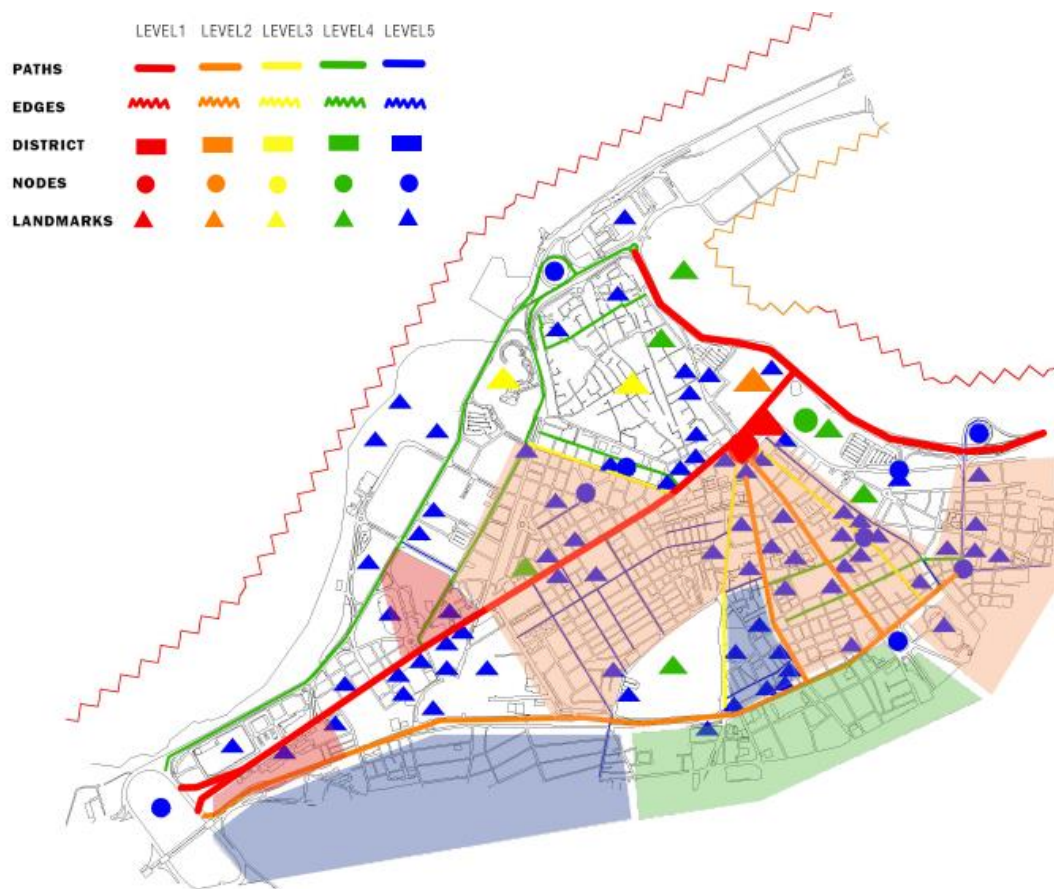 LEVEL1 LEVEL2 LEVEL3 LEVEL4 LEVEL5
PATHS
EDGES
DISTRICT
NODES
LANDMARKS